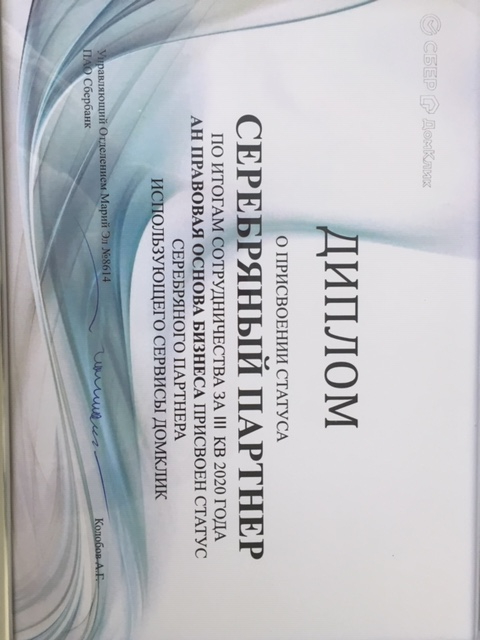 СБЕР ДомКлик
ДИПЛОМ
О ПРИСВОЕНИИ СТАТУСА
СЕРЕБРЯНЫЙ ПАРТНЕР
ПО ИТОГАМ СОТРУДНИЧЕСТВА ЗА III КВ 2020 ГОДА
АН ПРАВОВАЯ ОСНОВА БИЗНЕСА ПРИСВОЕН СТАТУС
СЕРЕБРЯНОГО ПАРТНЕРА
ИСПОЛЬЗУЮЩЕГО СЕРВИСЫ ДОМКЛИК
Управляющий Отделением Марий Эл №8614
ПАО Сбербанк
Колобов А.Г.